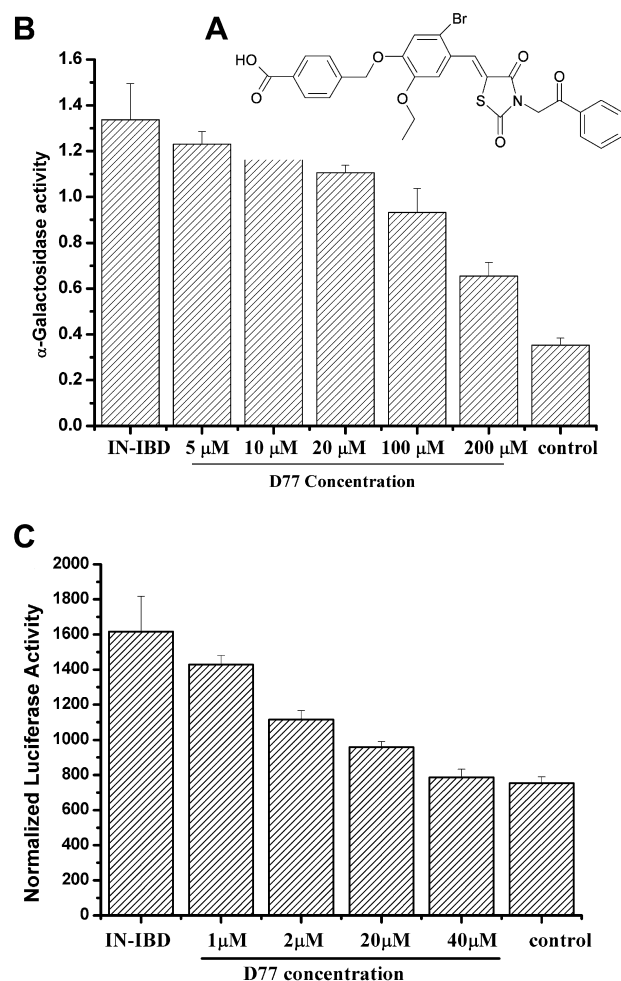 B
A
Br
HO
O
O
O
O
O
N
S
O
α-Galactosidase activity
1.6
1.4
1.2
1.0
0.8
0.6
0.4
0.2
0.0
IN-IBD 5 μM 10 μM 20 μM 100 μM 200 μM control
D77 Concentration
C
Normalized Luciferase Activity
2000
1800
1600
1400
1200
1000
800
600
400
200
0
IN-IBD 1μM 2μM 20μM 40μM control
D77 concentration